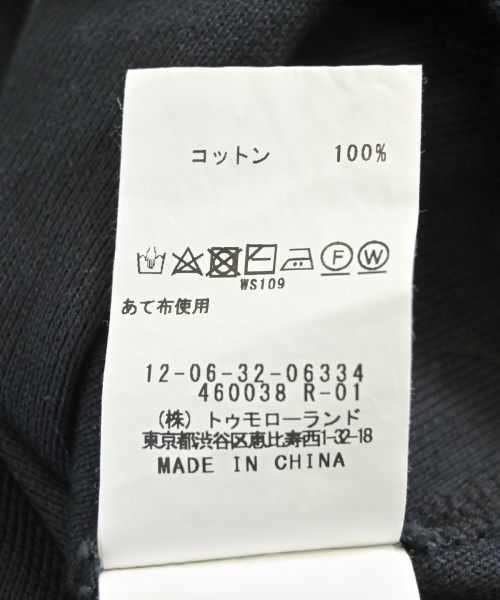 コットン 100%
F W
WS109
あて布使用
12-06-32-06334
460038 R-01
(株) トゥモローランド
東京都渋谷区恵比寿西1-32-18
MADE IN CHINA